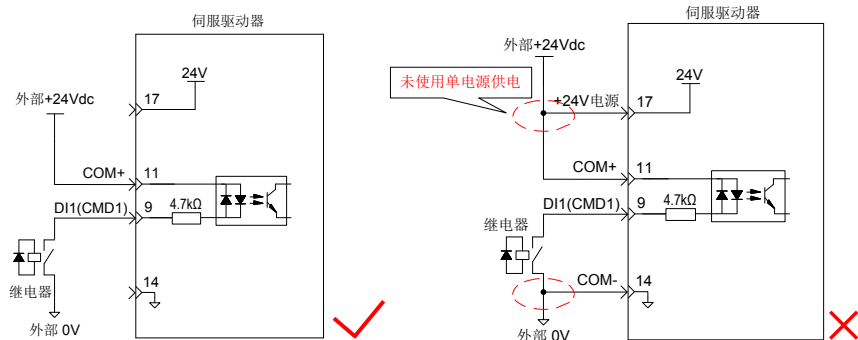 伺服驱动器
24V
17
外部+24Vdc
COM+
11
DI1(CMD1)
9
4.7kΩ
继电器
14
外部 0V
伺服驱动器
外部+24Vdc
未使用单电源供电
+24V电源
17
24V
COM+
11
DI1(CMD1)
9
4.7kΩ
继电器
COM-
14
外部 0V